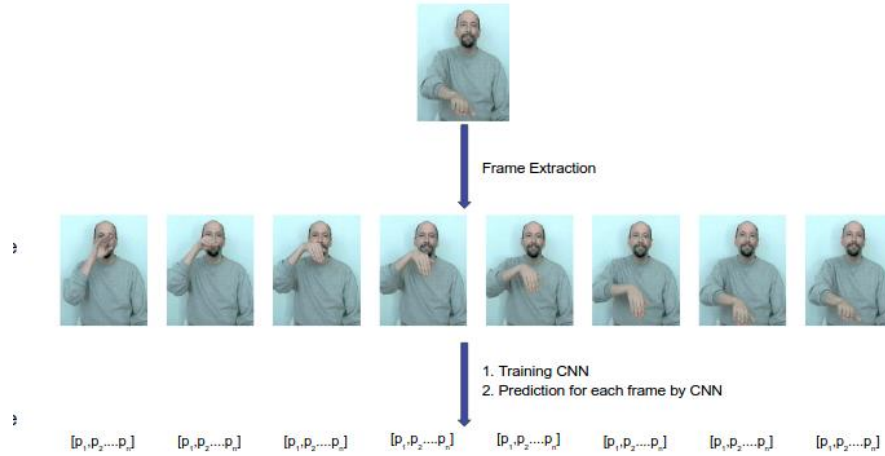 Frame Extraction
e
1. Training CNN
2. Prediction for each frame by CNN
e
[p₁,p₂....pₙ] [p₁,p₂....pₙ] [p₁,p₂....pₙ] [p₁,p₂....pₙ] [p₁,p₂....pₙ] [p₁,p₂....pₙ] [p₁,p₂....pₙ] [p₁,p₂....pₙ]